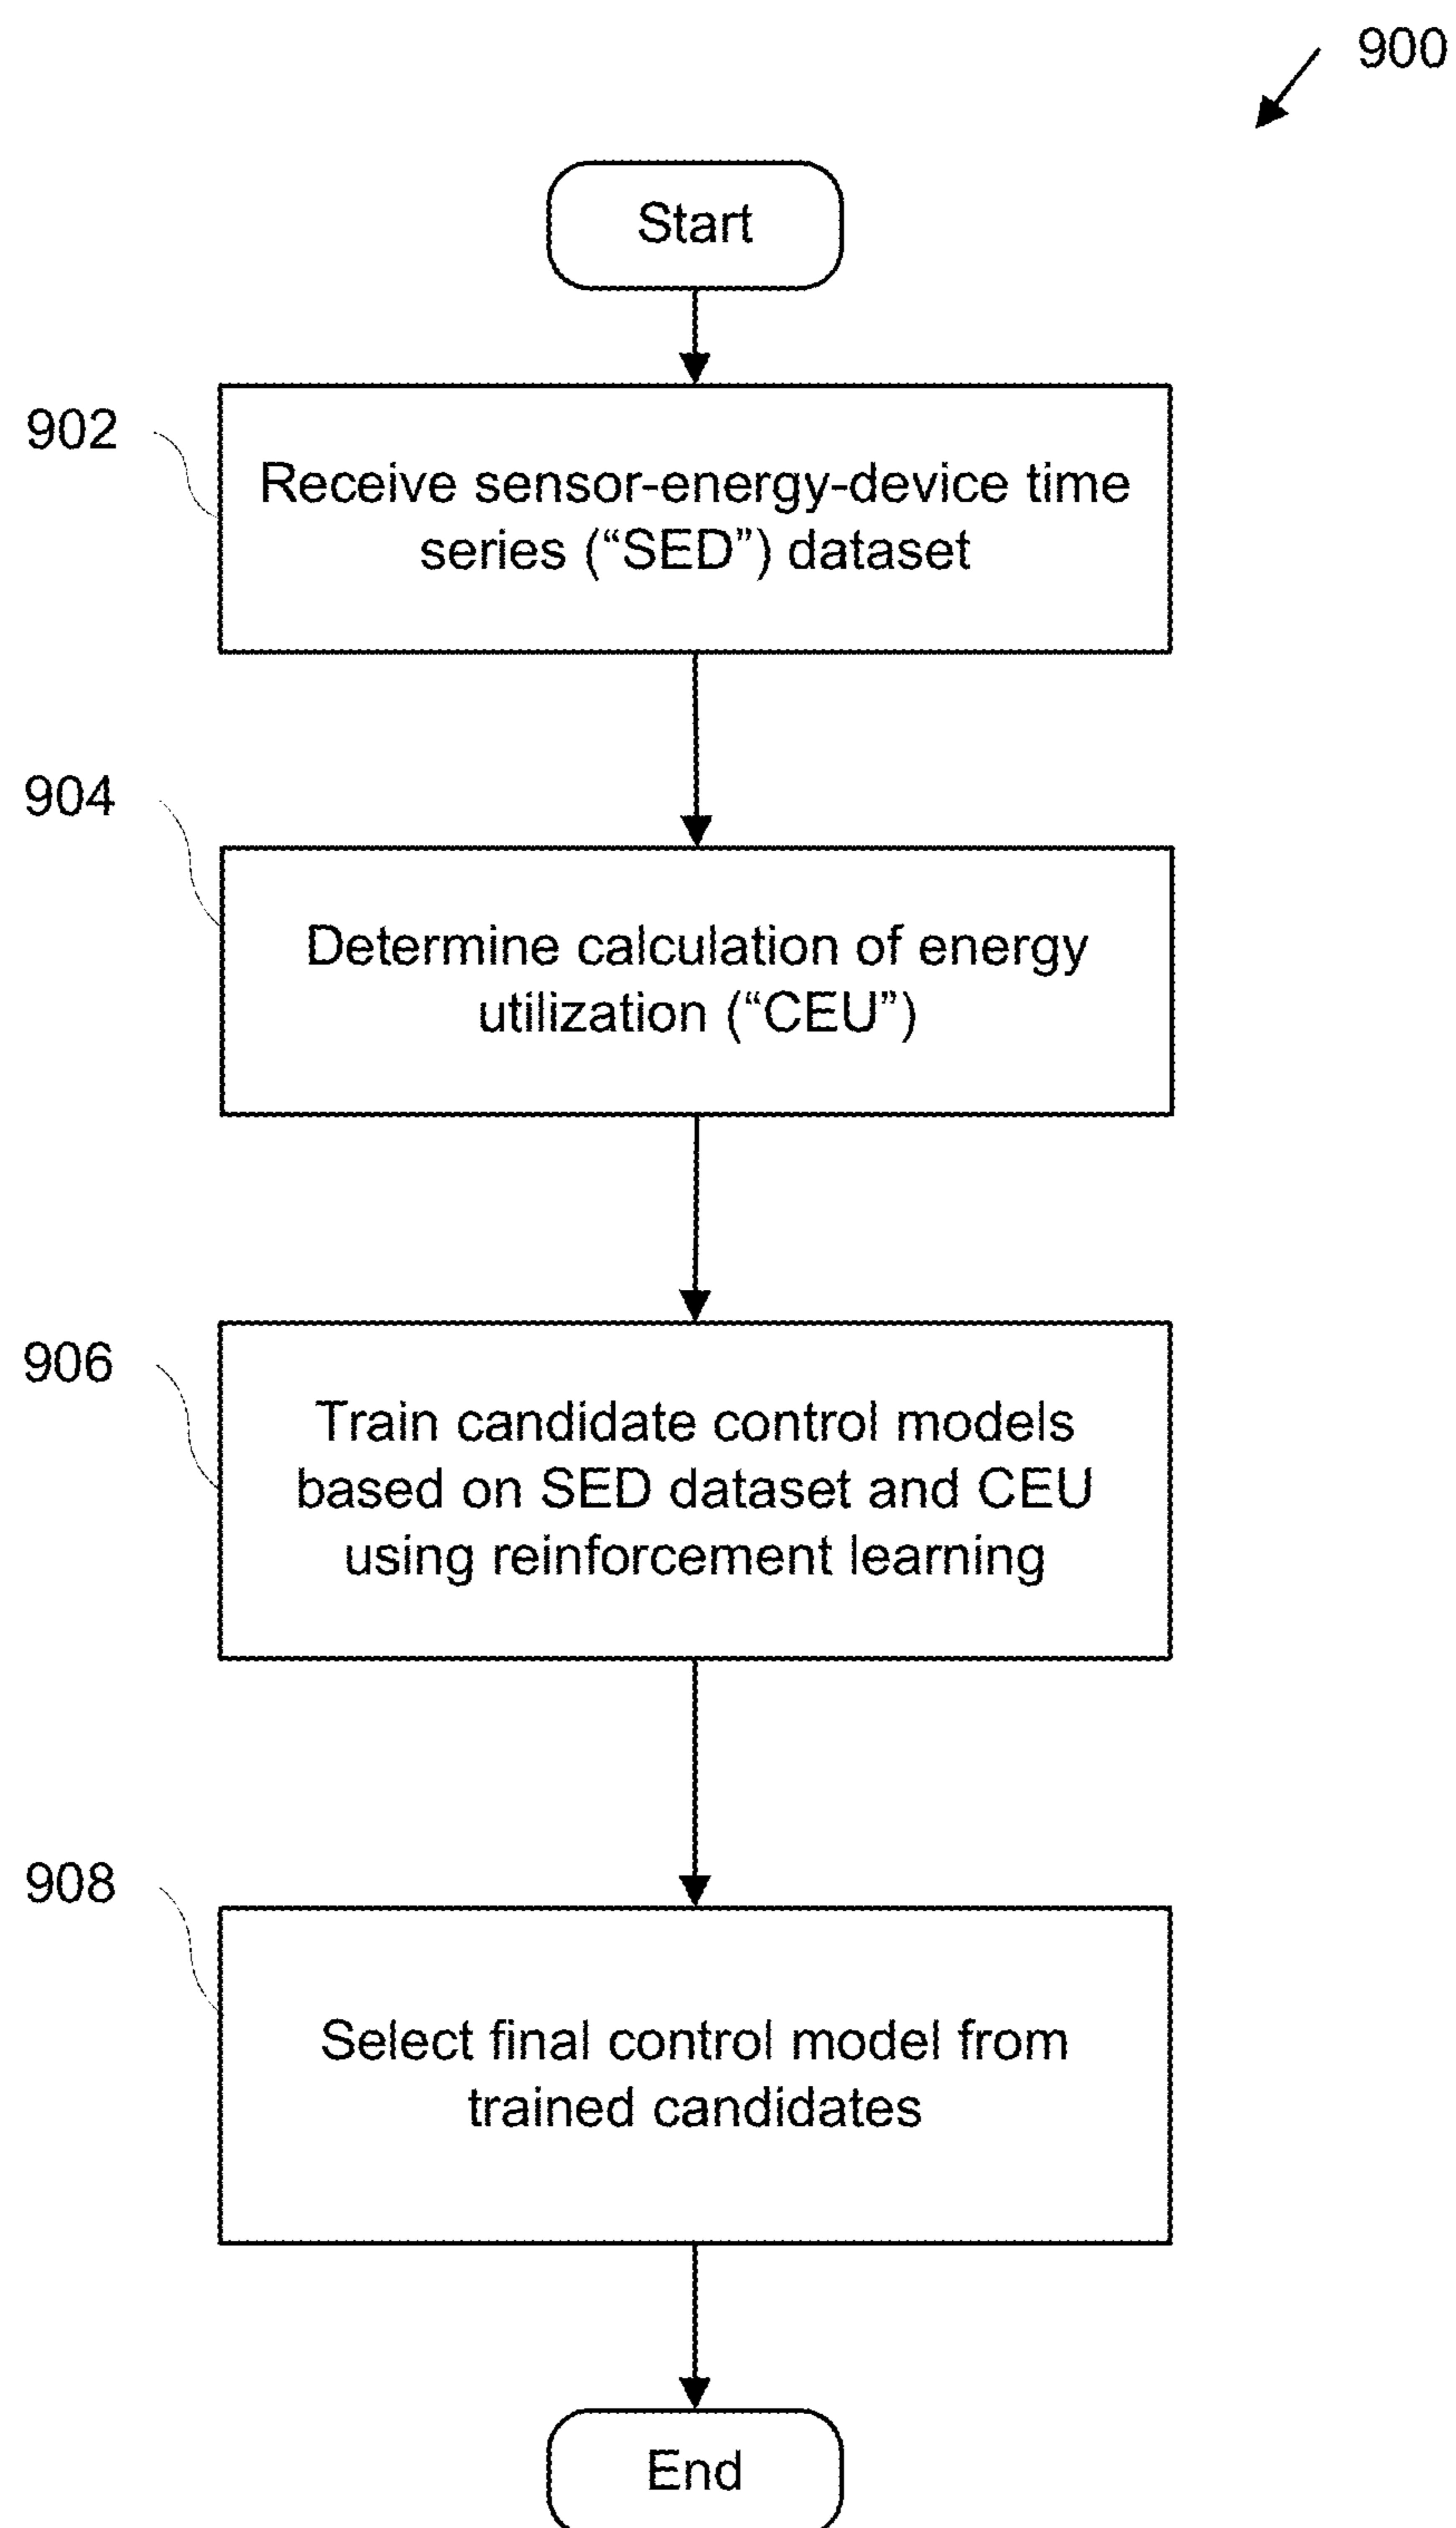 900
Start
902
Receive sensor-energy-device time
series (“SED”) dataset
904
Determine calculation of energy
utilization (“CEU”)
906
Train candidate control models
based on SED dataset and CEU
using reinforcement learning
908
Select final control model from
trained candidates
End